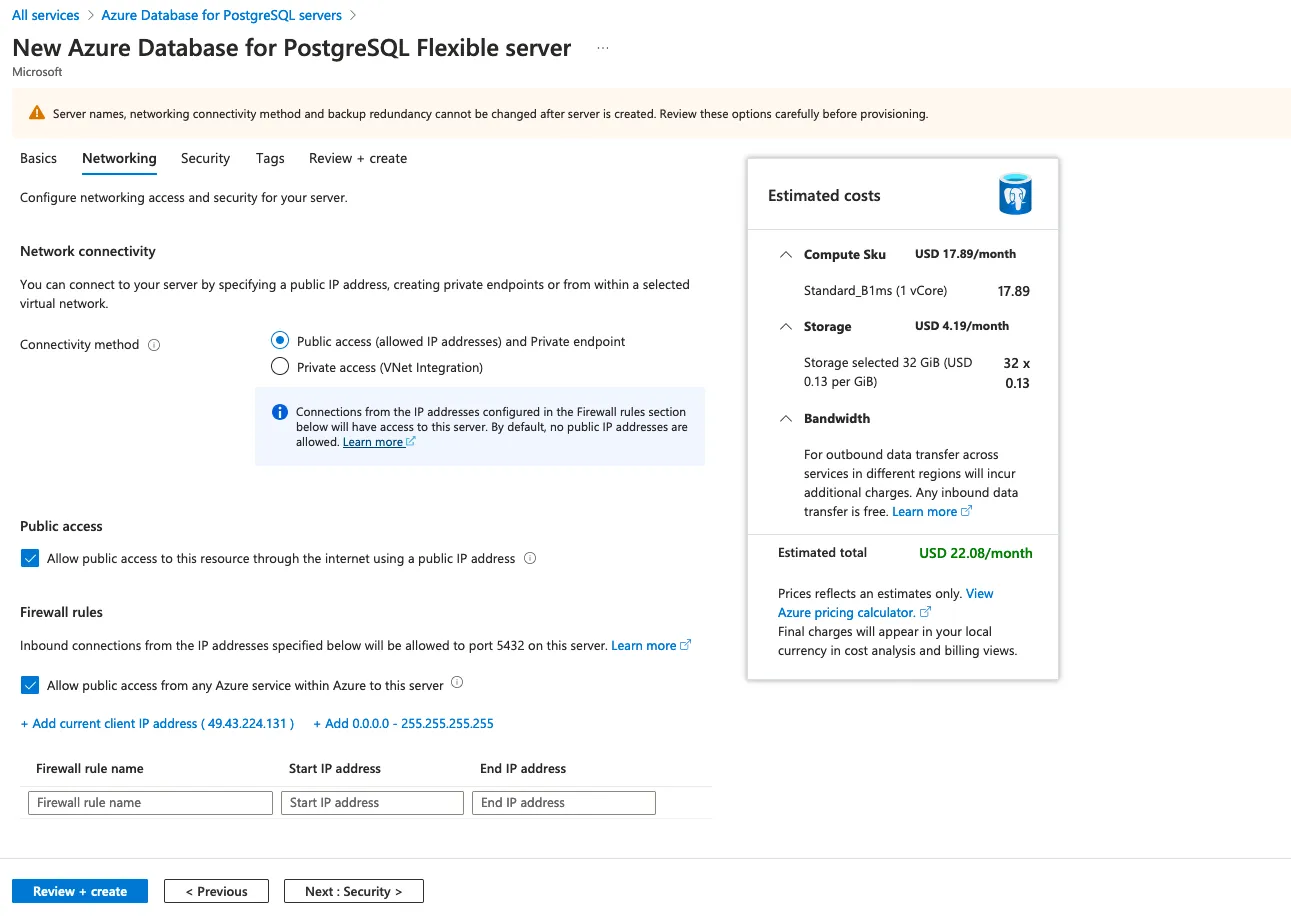 All services > Azure Database for PostgreSQL servers >
New Azure Database for PostgreSQL Flexible server ...
Microsoft
Server names, networking connectivity method and backup redundancy cannot be changed after server is created. Review these options carefully before provisioning.
Basics Networking Security Tags Review + create
Configure networking access and security for your server.
Network connectivity
You can connect to your server by specifying a public IP address, creating private endpoints or from within a selected
virtual network.
Connectivity method
Public access (allowed IP addresses) and Private endpoint
Private access (VNet Integration)
Connections from the IP addresses configured in the Firewall rules section
below will have access to this server. By default, no public IP addresses are
allowed. Learn more
Public access
Allow public access to this resource through the internet using a public IP address
Firewall rules
Inbound connections from the IP addresses specified below will be allowed to port 5432 on this server. Learn more
Allow public access from any Azure service within Azure to this server
+ Add current client IP address ( 49.43.224.131 ) + Add 0.0.0.0 - 255.255.255.255
Firewall rule name Start IP address End IP address
Firewall rule name Start IP address End IP address
Review + create < Previous Next : Security >
Estimated costs
Compute Sku USD 17.89/month
Standard_B1ms (1 vCore) 17.89
Storage USD 4.19/month
Storage selected 32 GiB (USD 32 x
0.13 per GiB) 0.13
Bandwidth
For outbound data transfer across
services in different regions will incur
additional charges. Any inbound data
transfer is free. Learn more
Estimated total USD 22.08/month
Prices reflects an estimates only. View
Azure pricing calculator.
Final charges will appear in your local
currency in cost analysis and billing views.